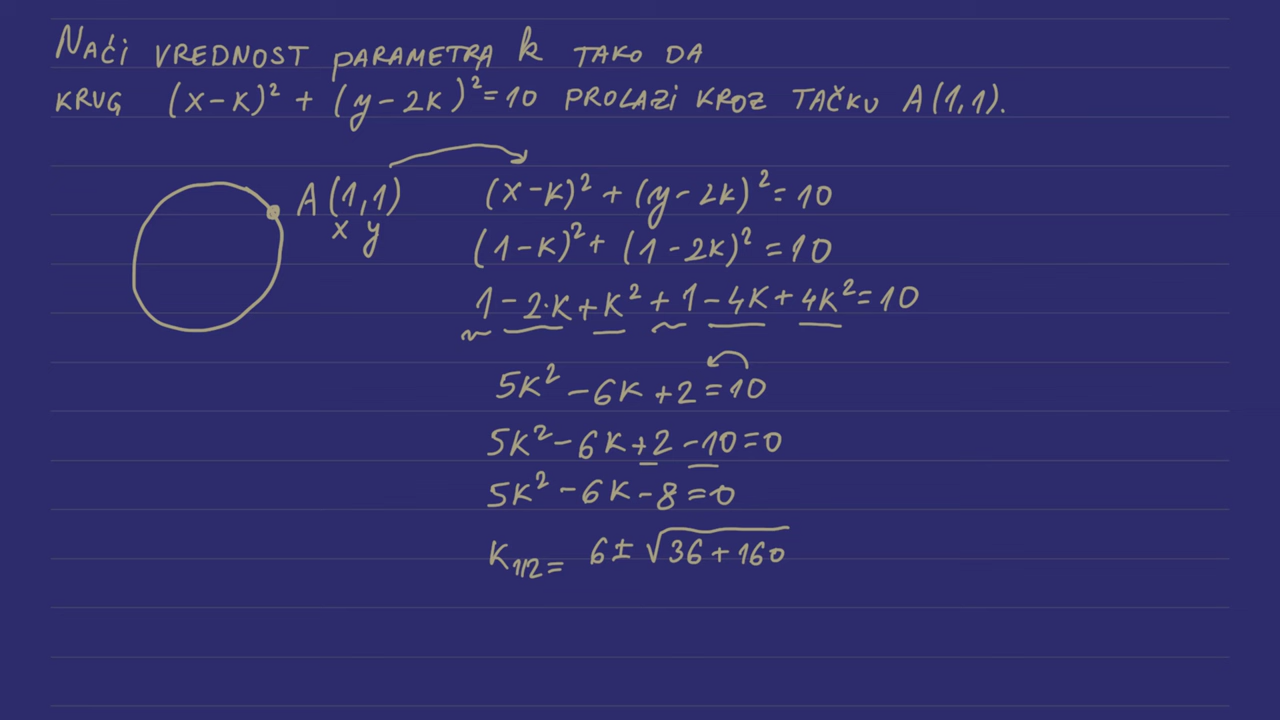 Naći vrednost parametra k tako da
krug (x-k)² + (y-2k)² = 10 prolazi kroz tačku A(1,1).
A(1,1)
x y
(x-k)² + (y-2k)² = 10
(1-k)² + (1-2k)² = 10
1 - 2·k + k² + 1 - 4k + 4k² = 10
5k² - 6k + 2 = 10
5k² - 6k + 2 - 10 = 0
5k² - 6k - 8 = 0
k₁/₂ = 6 ± √36 + 160